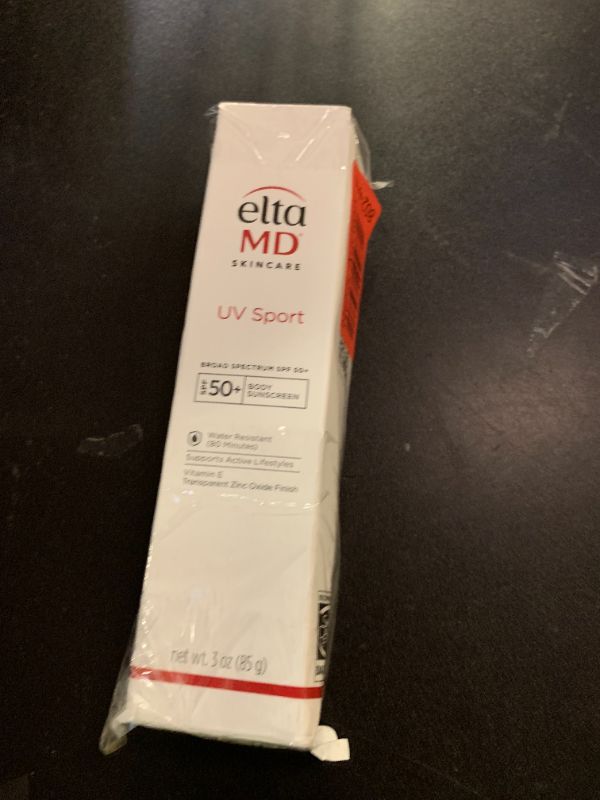 elta
MD
SKINCARE
UV Sport
BROAD SPECTRUM SPF 50+
SPF
50+
BODY
SUNSCREEN
Water Resistant
(80 Minutes)
Supports Active Lifestyles
Vitamin E
Transparent Zinc Oxide Finish
net wt. 3 oz (85 g)